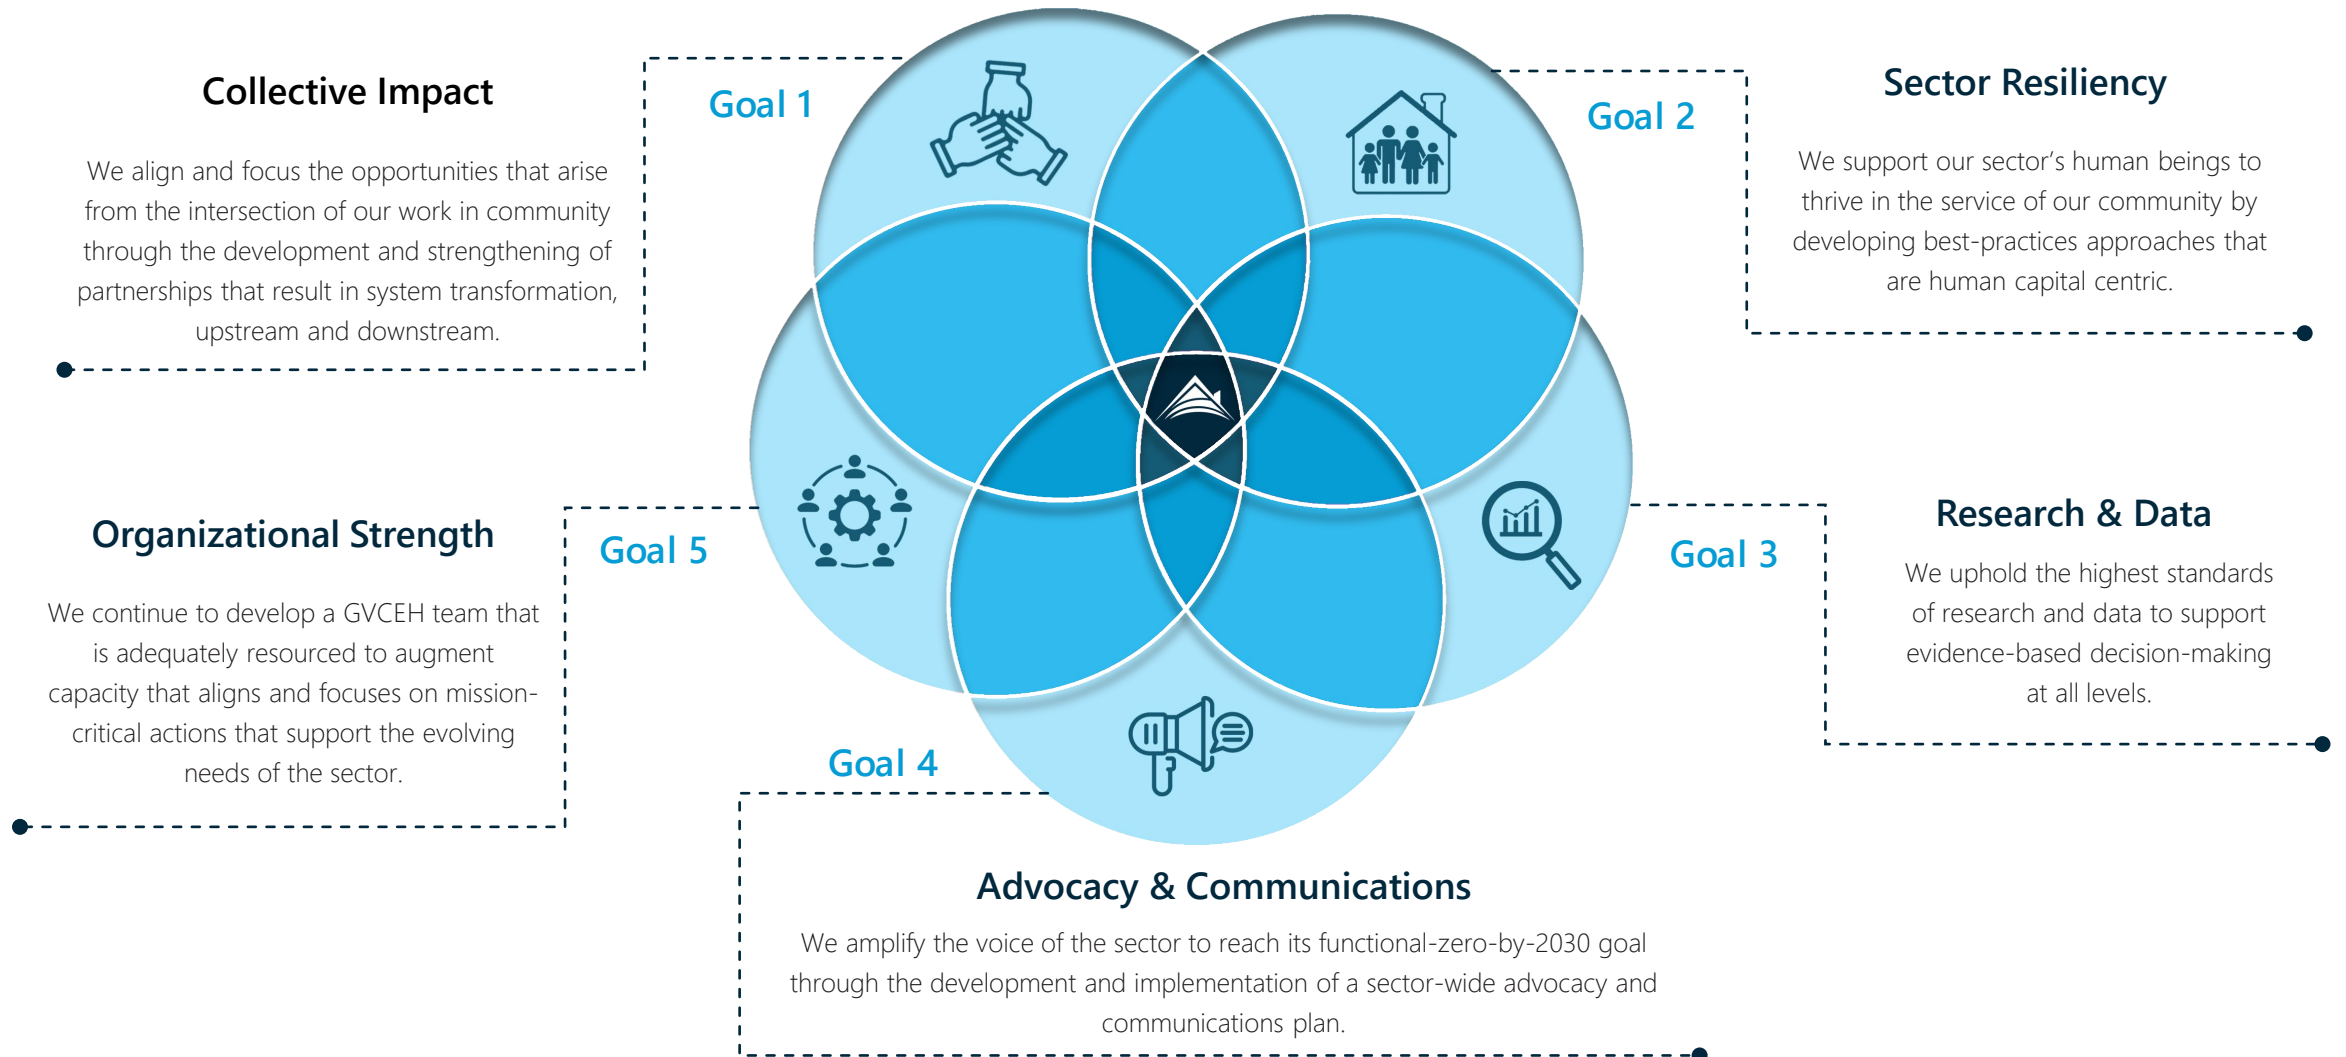 Collective Impact
We align and focus the opportunities that arise
from the intersection of our work in community
through the development and strengthening of
partnerships that result in system transformation,
upstream and downstream.
Goal 1
Goal 2
Sector Resiliency
We support our sector's human beings to
thrive in the service of our community by
developing best-practices approaches that
are human capital centric.
Organizational Strength
We continue to develop a GVCEH team that
is adequately resourced to augment
capacity that aligns and focuses on mission-
critical actions that support the evolving
needs of the sector.
Goal 5
Goal 3
Research & Data
We uphold the highest standards
of research and data to support
evidence-based decision-making
at all levels.
Goal 4
Advocacy & Communications
We amplify the voice of the sector to reach its functional-zero-by-2030 goal
through the development and implementation of a sector-wide advocacy and
communications plan.